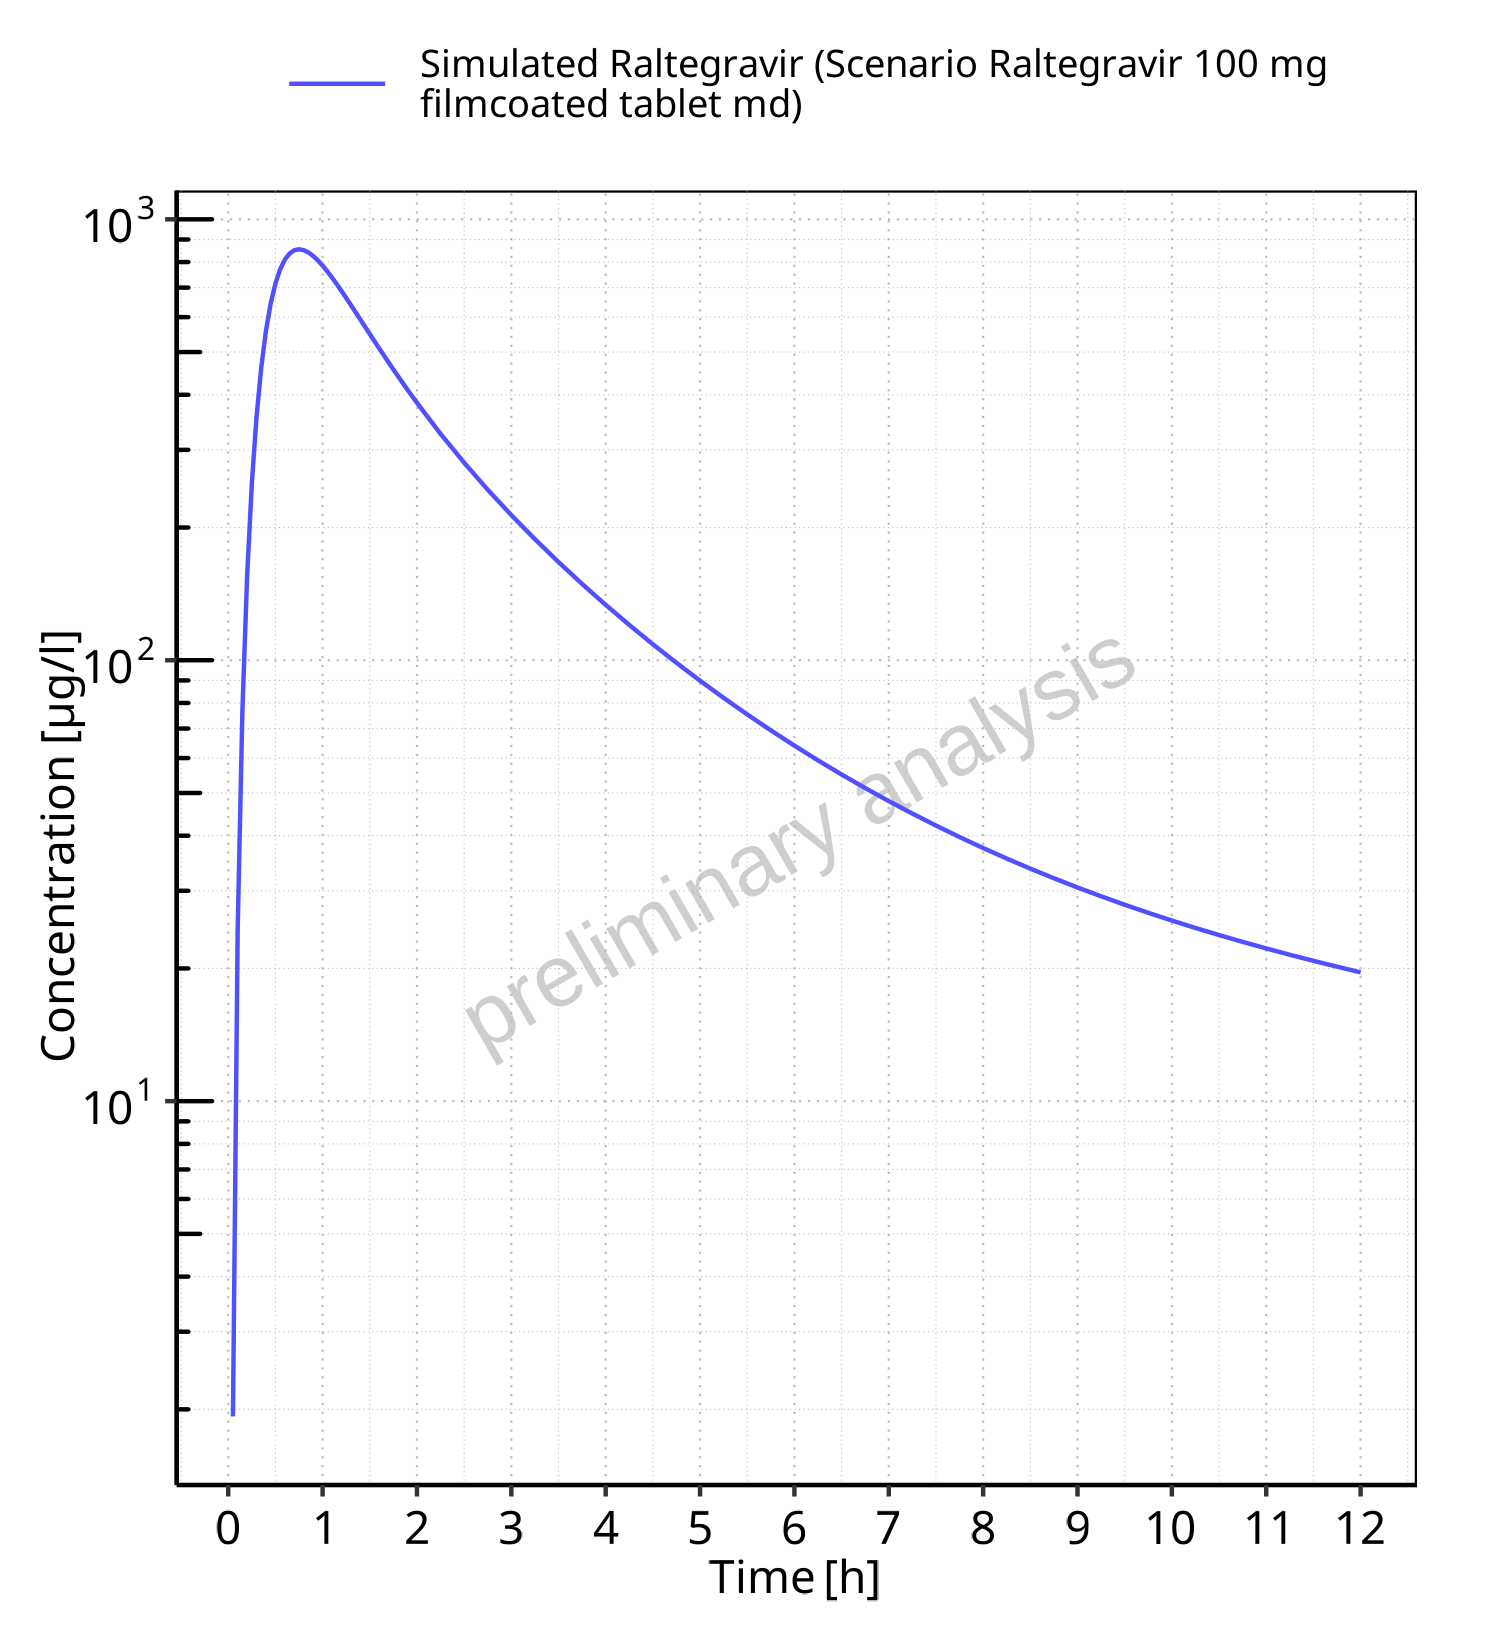 Simulated Raltegravir (Scenario Raltegravir 100 mg
filmcoated tablet md)
10³
10²
10¹
Concentration [µg/l]
preliminary analysis
0 1 2 3 4 5 6 7 8 9 10 11 12
Time [h]